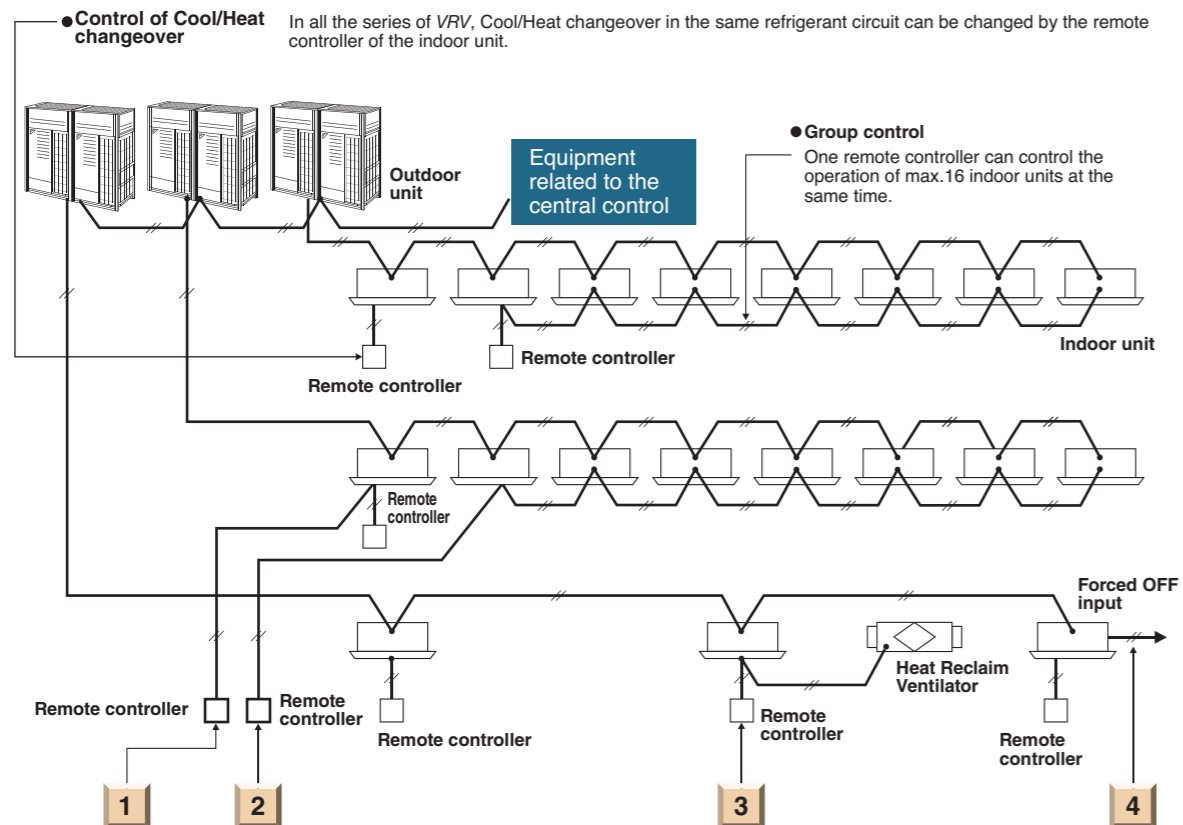 ●Control of Cool/Heat
changeover
In all the series of VRV, Cool/Heat changeover in the same refrigerant circuit can be changed by the remote
controller of the indoor unit.
Outdoor
unit
Equipment
related to the
central control
●Group control
One remote controller can control the
operation of max.16 indoor units at the
same time.
Remote controller
Remote controller
Indoor unit
Remote
controller
Forced OFF
input
Heat Reclaim
Ventilator
Remote controller
Remote
controller
Remote controller
Remote
controller
Remote
controller
1
2
3
4